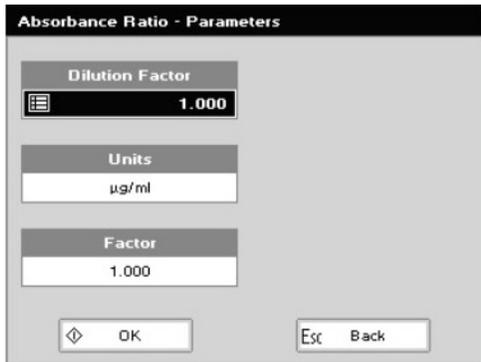 Absorbance Ratio - Parameters
Dilution Factor
1.000
Units
µg/ml
Factor
1.000
OK
Esc Back